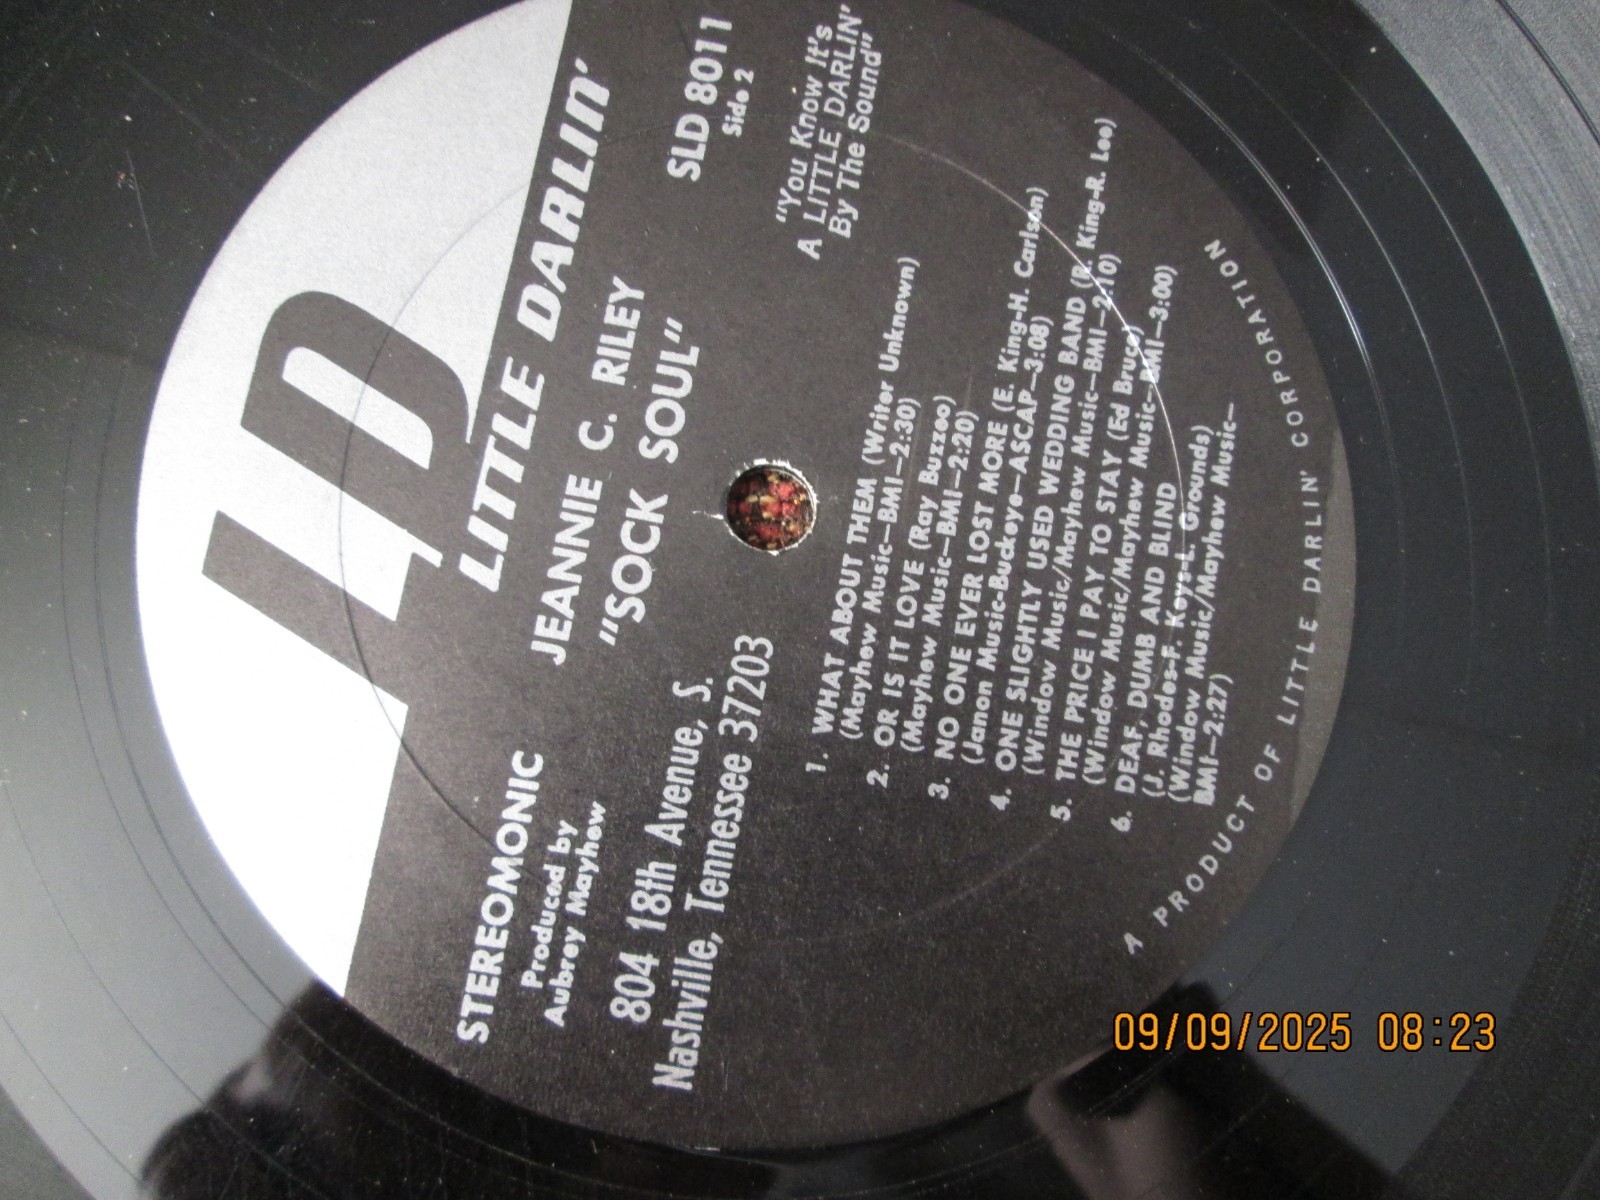 LD
LITTLE DARLIN'
STEREOMONIC
Produced by
Aubrey Mayhew
JEANNIE C. RILEY
"SOCK SOUL"
SLD 8011
Side 2
804 18th Avenue, S.
Nashville, Tennessee 37203
"You Know It's
A LITTLE DARLIN'
By The Sound"
1. WHAT ABOUT THEM (Writer Unknown)
(Mayhew Music—BMI—2:30)
2. OR IS IT LOVE (Ray Buzzeo)
(Mayhew Music—BMI—2:20)
3. NO ONE EVER LOST MORE (E. King-H. Carlson)
(Janon Music-Buckeye—ASCAP—3:08)
4. ONE SLIGHTLY USED WEDDING BAND (R. King-R. Lee)
(Window Music/Mayhew Music—BMI—2:10)
5. THE PRICE I PAY TO STAY (Ed Bruce)
(Window Music/Mayhew Music—BMI—3:00)
6. DEAF, DUMB AND BLIND
(J. Rhodes-F. Keys-L. Grounds)
(Window Music/Mayhew Music—
BMI—2:27)
A PRODUCT OF LITTLE DARLIN' CORPORATION
09/09/2025 08:23